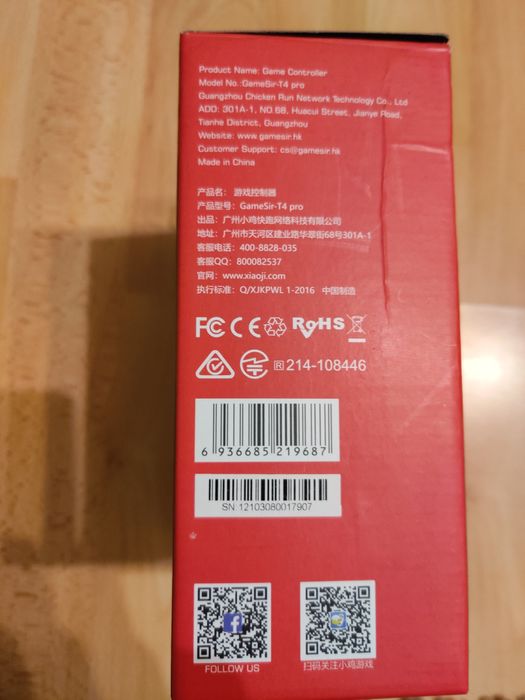 Product Name: Game Controller
Model No.:GameSir-T4 pro
Guangzhou Chicken Run Network Technology Co., Ltd
ADD: 301A-1, NO.68, Huacui Street, Jianye Road,
Tianhe District, Guangzhou
Website: www.gamesir.hk
Customer Support: cs@gamesir.hk
Made in China
产品名: 游戏控制器
产品型号: GameSir-T4 pro
出品: 广州小鸡快跑网络科技有限公司
地址: 广州市天河区建业路华翠街68号301A-1
客服电话: 400-8828-035
客服QQ: 800082537
官网: www.xiaoji.com
执行标准: Q/XJKPWL 1-2016 中国制造
FC CE RoHS
R 214-108446
6 936685 219687
SN:12103080017907
FOLLOW US
扫码关注小鸡游戏